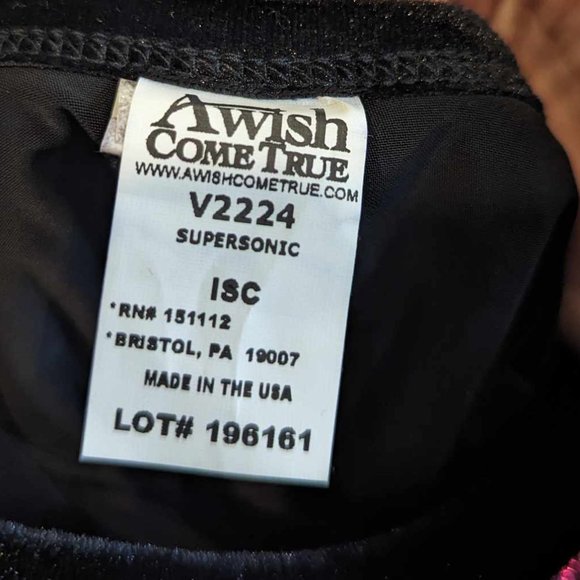 Awish
COME TRUE
WWW.AWISHCOMETRUE.COM
V2224
SUPERSONIC
ISC
*RN# 151112
*BRISTOL, PA 19007
MADE IN THE USA
LOT# 196161